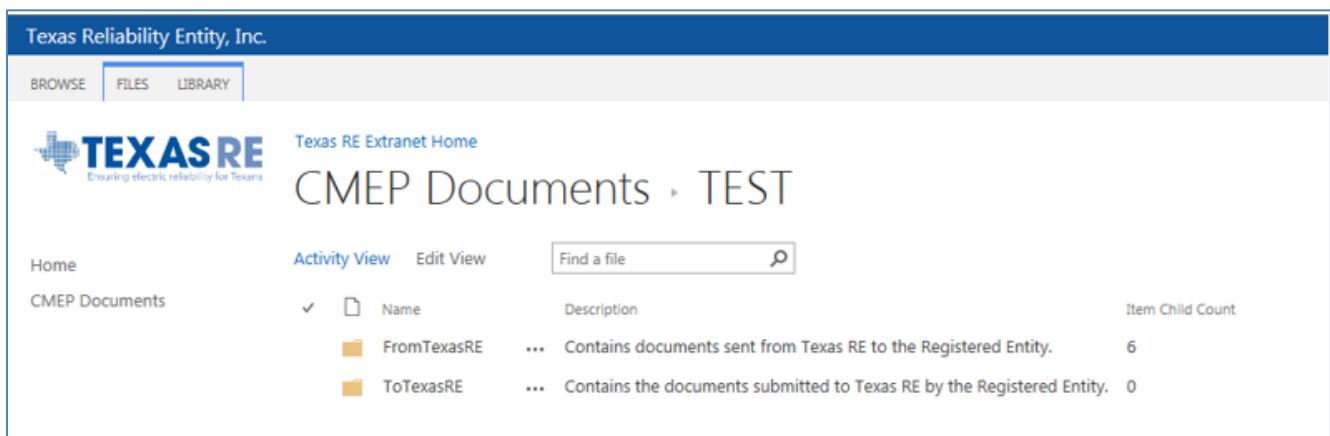 Texas Reliability Entity, Inc.
BROWSE FILES LIBRARY
TEXAS RE
Ensuring electric reliability for Texans
Texas RE Extranet Home
CMEP Documents ▸ TEST
Home
CMEP Documents
Activity View Edit View Find a file
Name Description Item Child Count
FromTexasRE ... Contains documents sent from Texas RE to the Registered Entity. 6
ToTexasRE ... Contains the documents submitted to Texas RE by the Registered Entity. 0